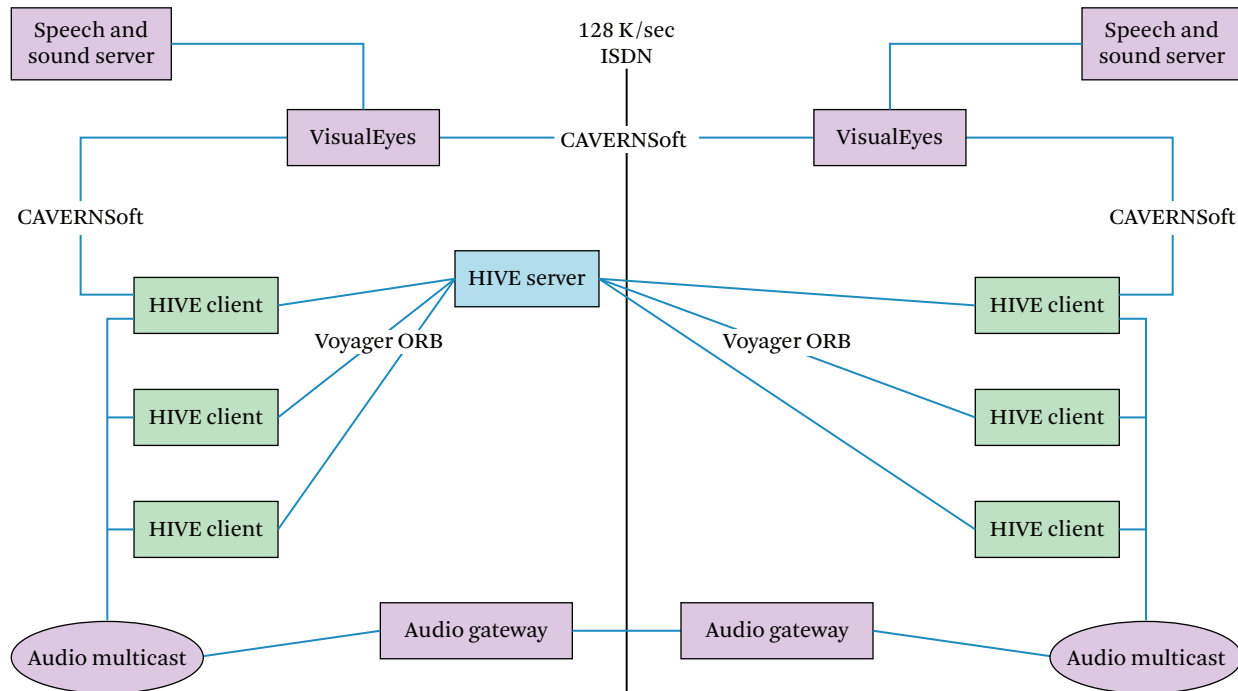 Speech and
sound server
128 K/sec
ISDN
Speech and
sound server
VisualEyes
CAVERNSoft
VisualEyes
CAVERNSoft
CAVERNSoft
HIVE server
HIVE client
HIVE client
Voyager ORB
Voyager ORB
HIVE client
HIVE client
HIVE client
HIVE client
Audio gateway
Audio gateway
Audio multicast
Audio multicast